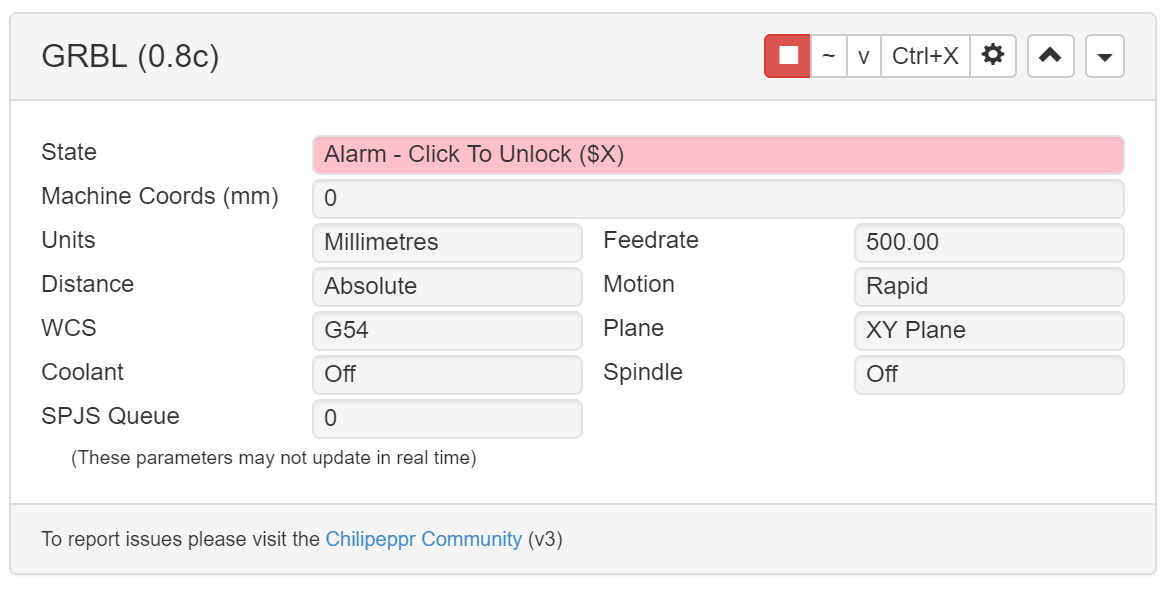 GRBL (0.8c) ~ v Ctrl+X
State Alarm - Click To Unlock ($X)
Machine Coords (mm) 0
Units Millimetres Feedrate 500.00
Distance Absolute Motion Rapid
WCS G54 Plane XY Plane
Coolant Off Spindle Off
SPJS Queue 0
(These parameters may not update in real time)
To report issues please visit the Chilipeppr Community (v3)